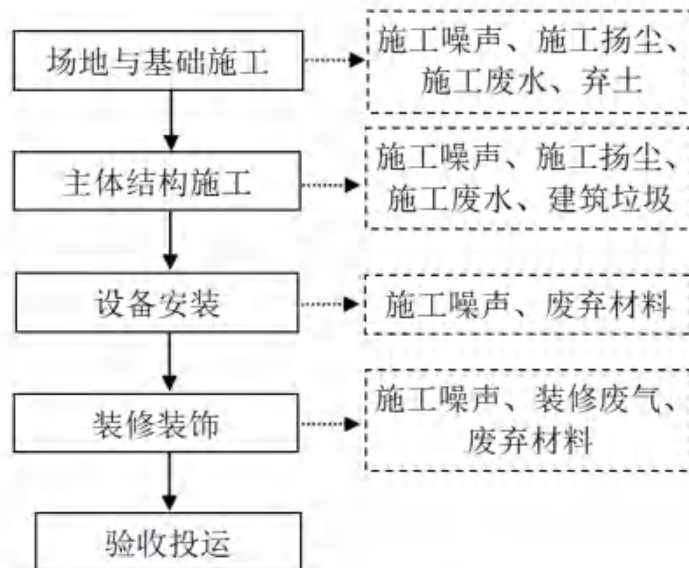 场地与基础施工
施工噪声、施工扬尘、
施工废水、弃土
主体结构施工
施工噪声、施工扬尘、
施工废水、建筑垃圾
设备安装
施工噪声、废弃材料
装修装饰
施工噪声、装修废气、
废弃材料
验收投运